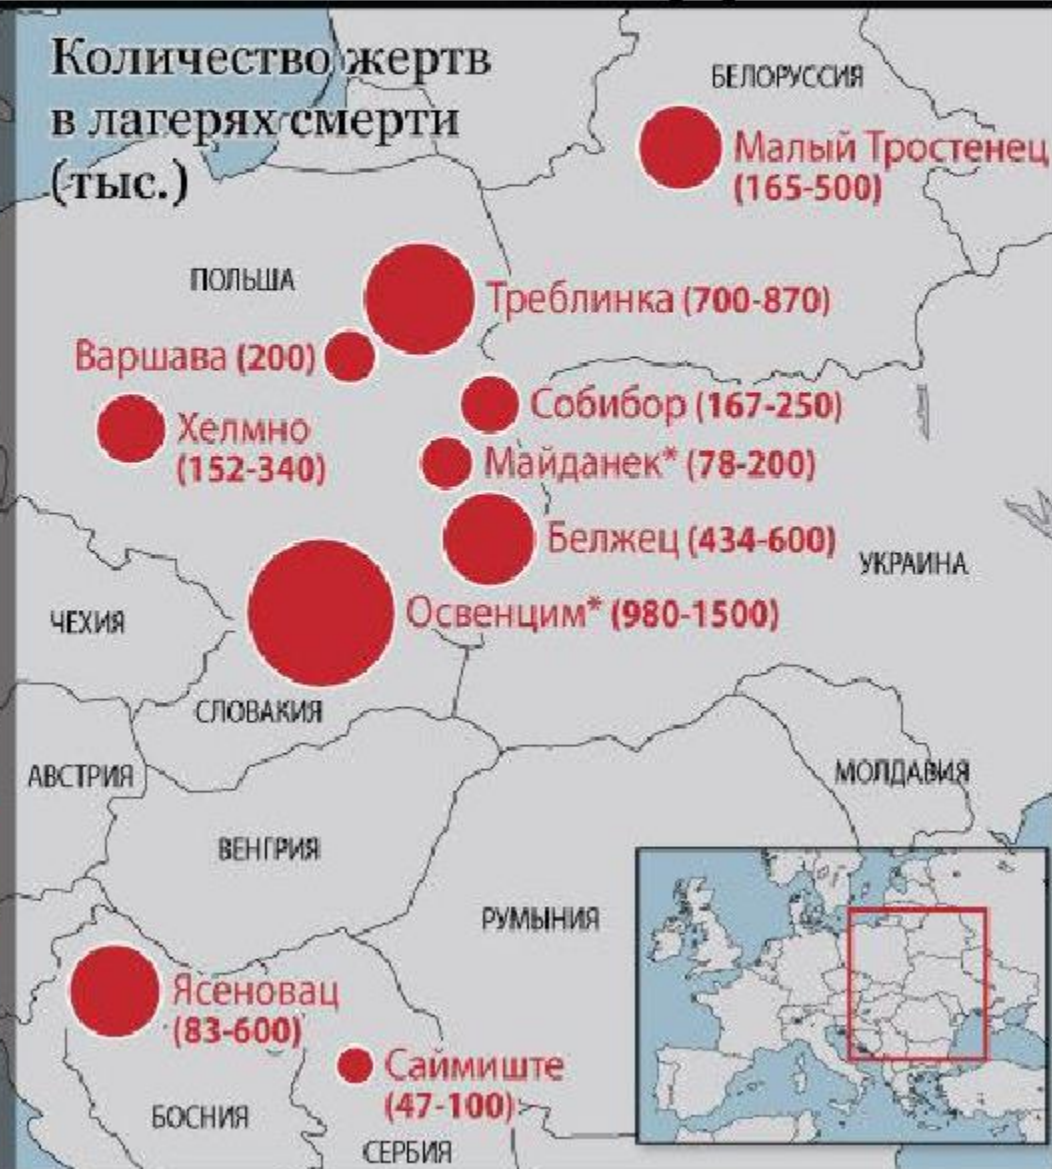 Количество жертв
в лагерях смерти
(тыс.)
БЕЛОРУССИЯ
Малый Тростенец
(165-500)
ПОЛЬША
Треблинка (700-870)
Варшава (200)
Собибор (167-250)
Хелмно
(152-340)
Майданек* (78-200)
Белжец (434-600)
УКРАИНА
Освенцим* (980-1500)
ЧЕХИЯ
СЛОВАКИЯ
АВСТРИЯ
МОЛДАВИЯ
ВЕНГРИЯ
РУМЫНИЯ
Ясеновац
(83-600)
Саймиште
(47-100)
БОСНИЯ
СЕРБИЯ